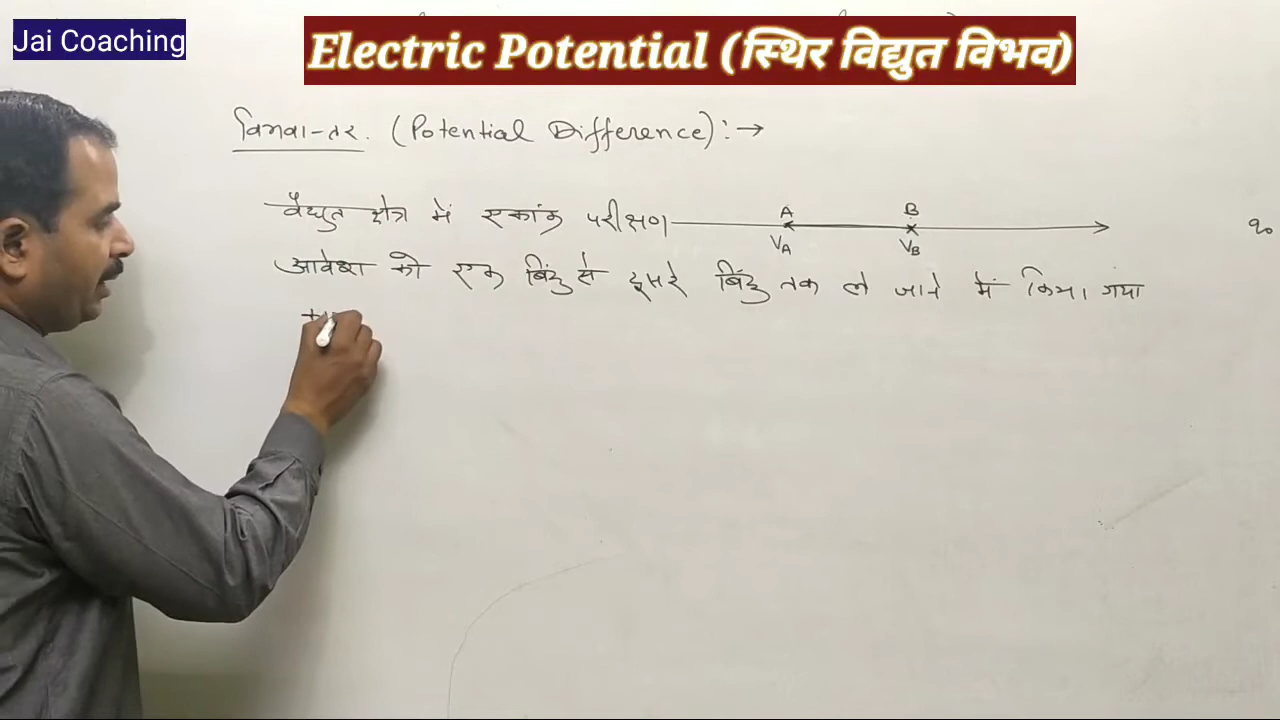 Jai Coaching
Electric Potential (स्थिर विद्युत विभव)
विभवान्तर. (Potential Difference) :→
वैद्युत क्षेत्र में एकांक परीक्षण
A B
V_A V_B
आवेश को एक बिंदु से दूसरे बिंदु तक ले जाने में किया गया